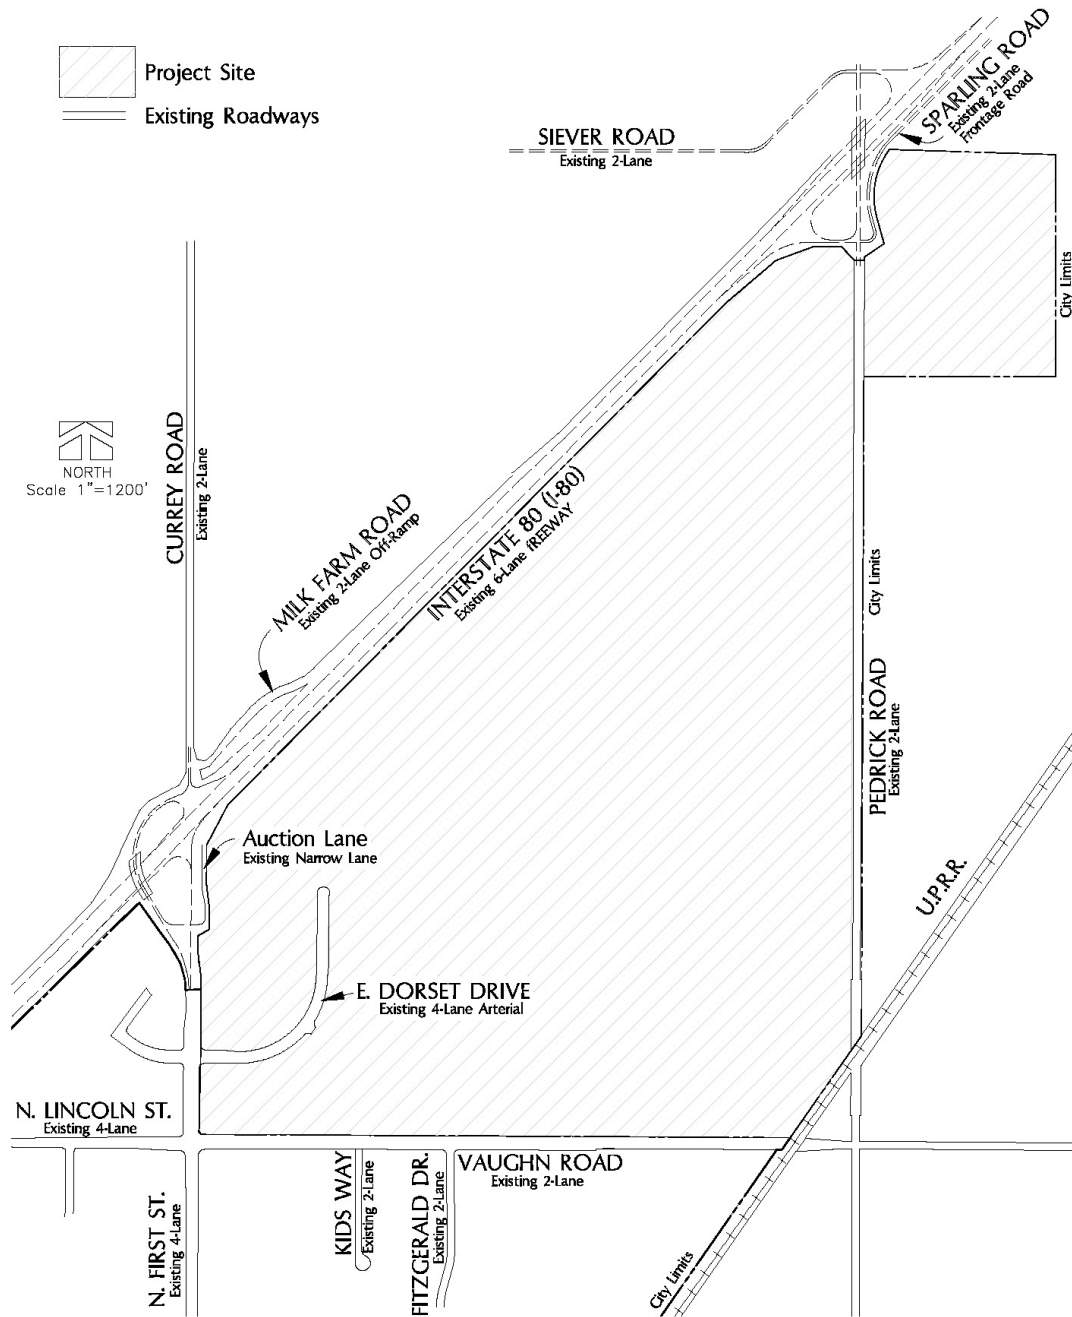 Project Site
Existing Roadways
SPARLING ROAD
Existing 2-Lane
Frontage Road
SIEVER ROAD
Existing 2-Lane
City Limits
NORTH
Scale 1"=1200'
CURREY ROAD
Existing 2-Lane
MILK FARM ROAD
Existing 2-Lane Off-Ramp
INTERSTATE 80 (I-80)
Existing 6-Lane fREEWAY
City Limits
PEDRICK ROAD
Existing 2-Lane
Auction Lane
Existing Narrow Lane
U.P.R.R.
E. DORSET DRIVE
Existing 4-Lane Arterial
N. LINCOLN ST.
Existing 4-Lane
VAUGHN ROAD
Existing 2-Lane
N. FIRST ST.
Existing 4-Lane
KIDS WAY
Existing 2-Lane
FITZGERALD DR.
Existing 2-Lane
City Limits